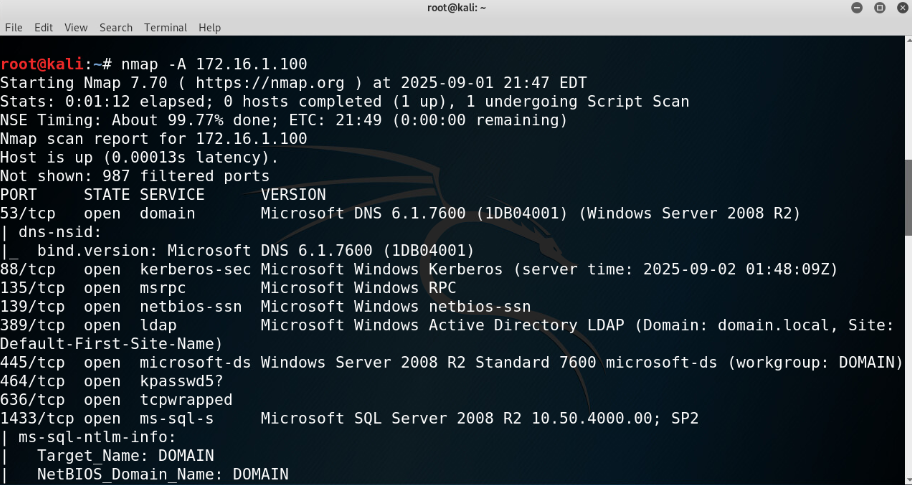 root@kali: ~
File Edit View Search Terminal Help
root@kali:~# nmap -A 172.16.1.100
Starting Nmap 7.70 ( https://nmap.org ) at 2025-09-01 21:47 EDT
Stats: 0:01:12 elapsed; 0 hosts completed (1 up), 1 undergoing Script Scan
NSE Timing: About 99.77% done; ETC: 21:49 (0:00:00 remaining)
Nmap scan report for 172.16.1.100
Host is up (0.00013s latency).
Not shown: 987 filtered ports
PORT     STATE SERVICE      VERSION
53/tcp   open  domain       Microsoft DNS 6.1.7600 (1DB04001) (Windows Server 2008 R2)
| dns-nsid:
|_  bind.version: Microsoft DNS 6.1.7600 (1DB04001)
88/tcp   open  kerberos-sec Microsoft Windows Kerberos (server time: 2025-09-02 01:48:09Z)
135/tcp  open  msrpc        Microsoft Windows RPC
139/tcp  open  netbios-ssn  Microsoft Windows netbios-ssn
389/tcp  open  ldap         Microsoft Windows Active Directory LDAP (Domain: domain.local, Site:
Default-First-Site-Name)
445/tcp  open  microsoft-ds Windows Server 2008 R2 Standard 7600 microsoft-ds (workgroup: DOMAIN)
464/tcp  open  kpasswd5?
636/tcp  open  tcpwrapped
1433/tcp open  ms-sql-s     Microsoft SQL Server 2008 R2 10.50.4000.00; SP2
| ms-sql-ntlm-info:
|   Target_Name: DOMAIN
|   NetBIOS_Domain_Name: DOMAIN